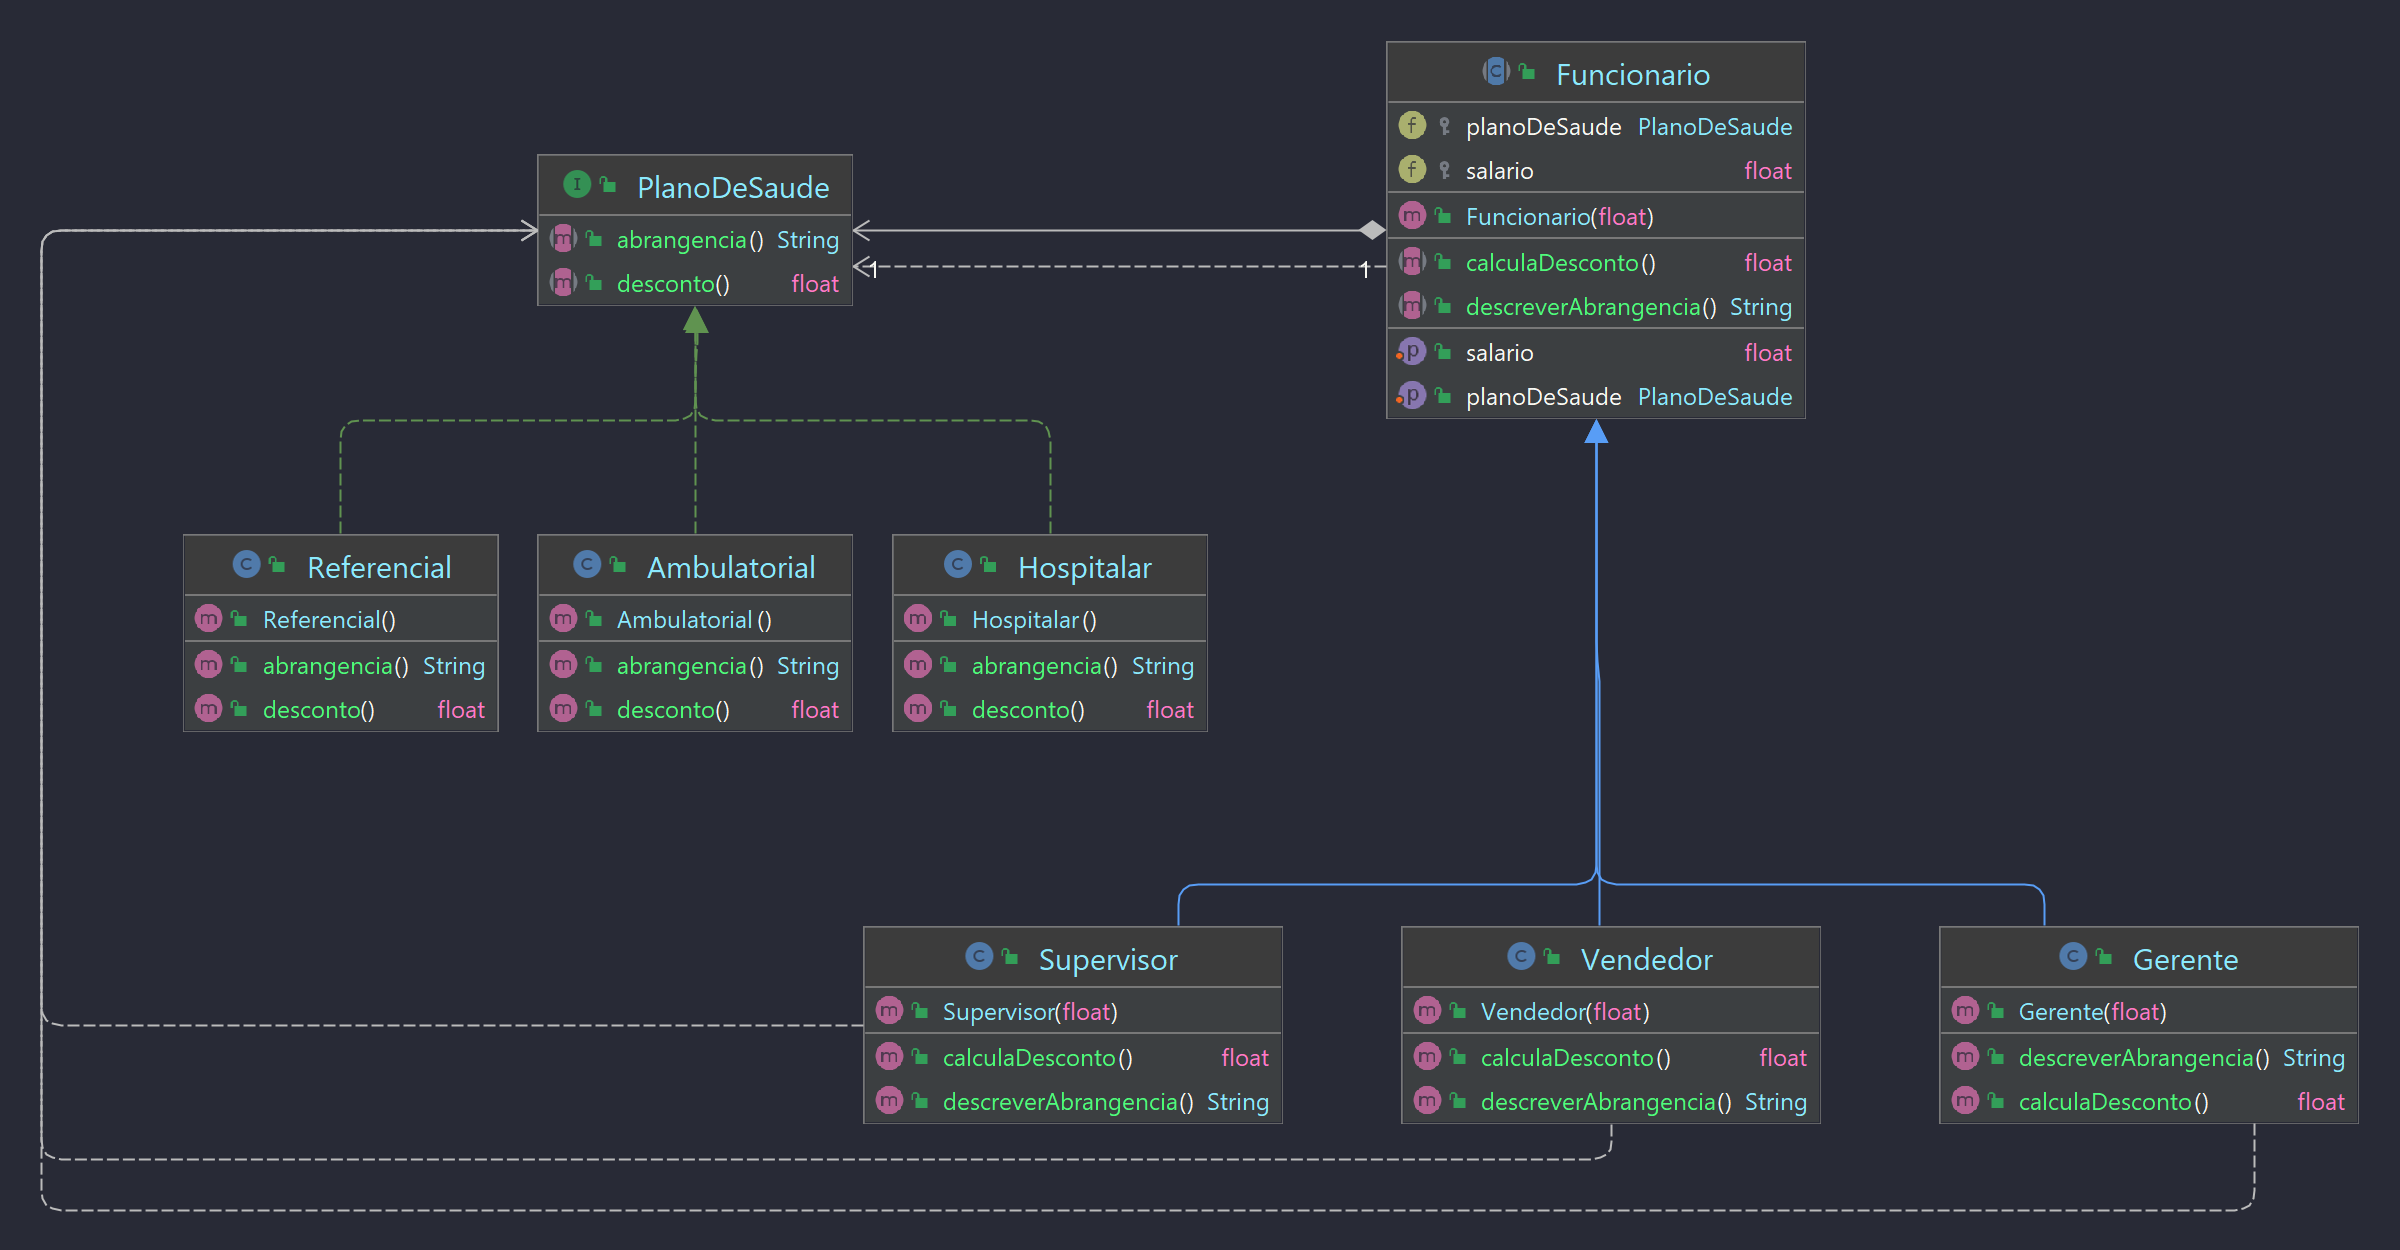 Funcionario
planoDeSaude PlanoDeSaude
salario float
Funcionario(float)
calculaDesconto() float
descreverAbrangencia() String
salario float
planoDeSaude PlanoDeSaude
PlanoDeSaude
abrangencia() String
desconto() float
1
1
Referencial
Referencial()
abrangencia() String
desconto() float
Ambulatorial
Ambulatorial()
abrangencia() String
desconto() float
Hospitalar
Hospitalar()
abrangencia() String
desconto() float
Supervisor
Supervisor(float)
calculaDesconto() float
descreverAbrangencia() String
Vendedor
Vendedor(float)
calculaDesconto() float
descreverAbrangencia() String
Gerente
Gerente(float)
descreverAbrangencia() String
calculaDesconto() float